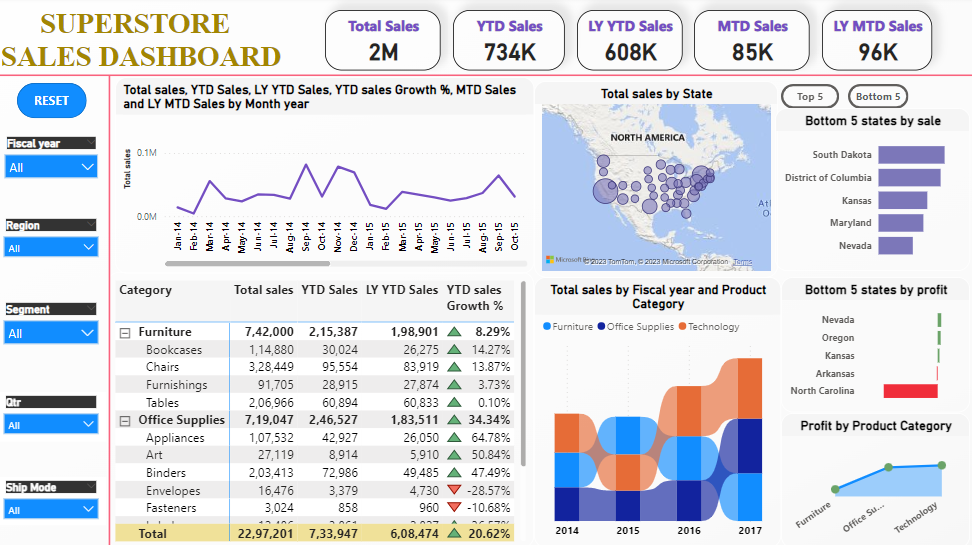 SUPERSTORE
SALES DASHBOARD
Total Sales
2M
YTD Sales
734K
LY YTD Sales
608K
MTD Sales
85K
LY MTD Sales
96K
RESET
Fiscal year
All
Region
All
Segment
All
Qtr
All
Ship Mode
All
Total sales, YTD Sales, LY YTD Sales, YTD sales Growth %, MTD Sales
and LY MTD Sales by Month year
Total sales
0.1M
0.0M
Jan-14
Feb-14
Mar-14
Apr-14
May-14
Jun-14
Jul-14
Aug-14
Sep-14
Oct-14
Nov-14
Dec-14
Jan-15
Feb-15
Mar-15
Apr-15
May-15
Jun-15
Jul-15
Aug-15
Sep-15
Oct-15
Total sales by State
NORTH AMERICA
© 2023 TomTom, © 2023 Microsoft Corporation Terms
Top 5
Bottom 5
Bottom 5 states by sale
South Dakota
District of Columbia
Kansas
Maryland
Nevada
Category Total sales YTD Sales LY YTD Sales YTD sales
Growth %
Furniture 7,42,000 2,15,387 1,98,901 8.29%
Bookcases 1,14,880 30,024 26,275 14.27%
Chairs 3,28,449 95,554 83,919 13.87%
Furnishings 91,705 28,915 27,874 3.73%
Tables 2,06,966 60,894 60,833 0.10%
Office Supplies 7,19,047 2,46,527 1,83,511 34.34%
Appliances 1,07,532 42,927 26,050 64.78%
Art 27,119 8,914 5,910 50.84%
Binders 2,03,413 72,986 49,485 47.49%
Envelopes 16,476 3,379 4,730 -28.57%
Fasteners 3,024 858 960 -10.68%
Total 22,97,201 7,33,947 6,08,474 20.62%
Total sales by Fiscal year and Product
Category
Furniture Office Supplies Technology
2014 2015 2016 2017
Bottom 5 states by profit
Nevada
Oregon
Kansas
Arkansas
North Carolina
Profit by Product Category
Furniture
Office Su...
Technology